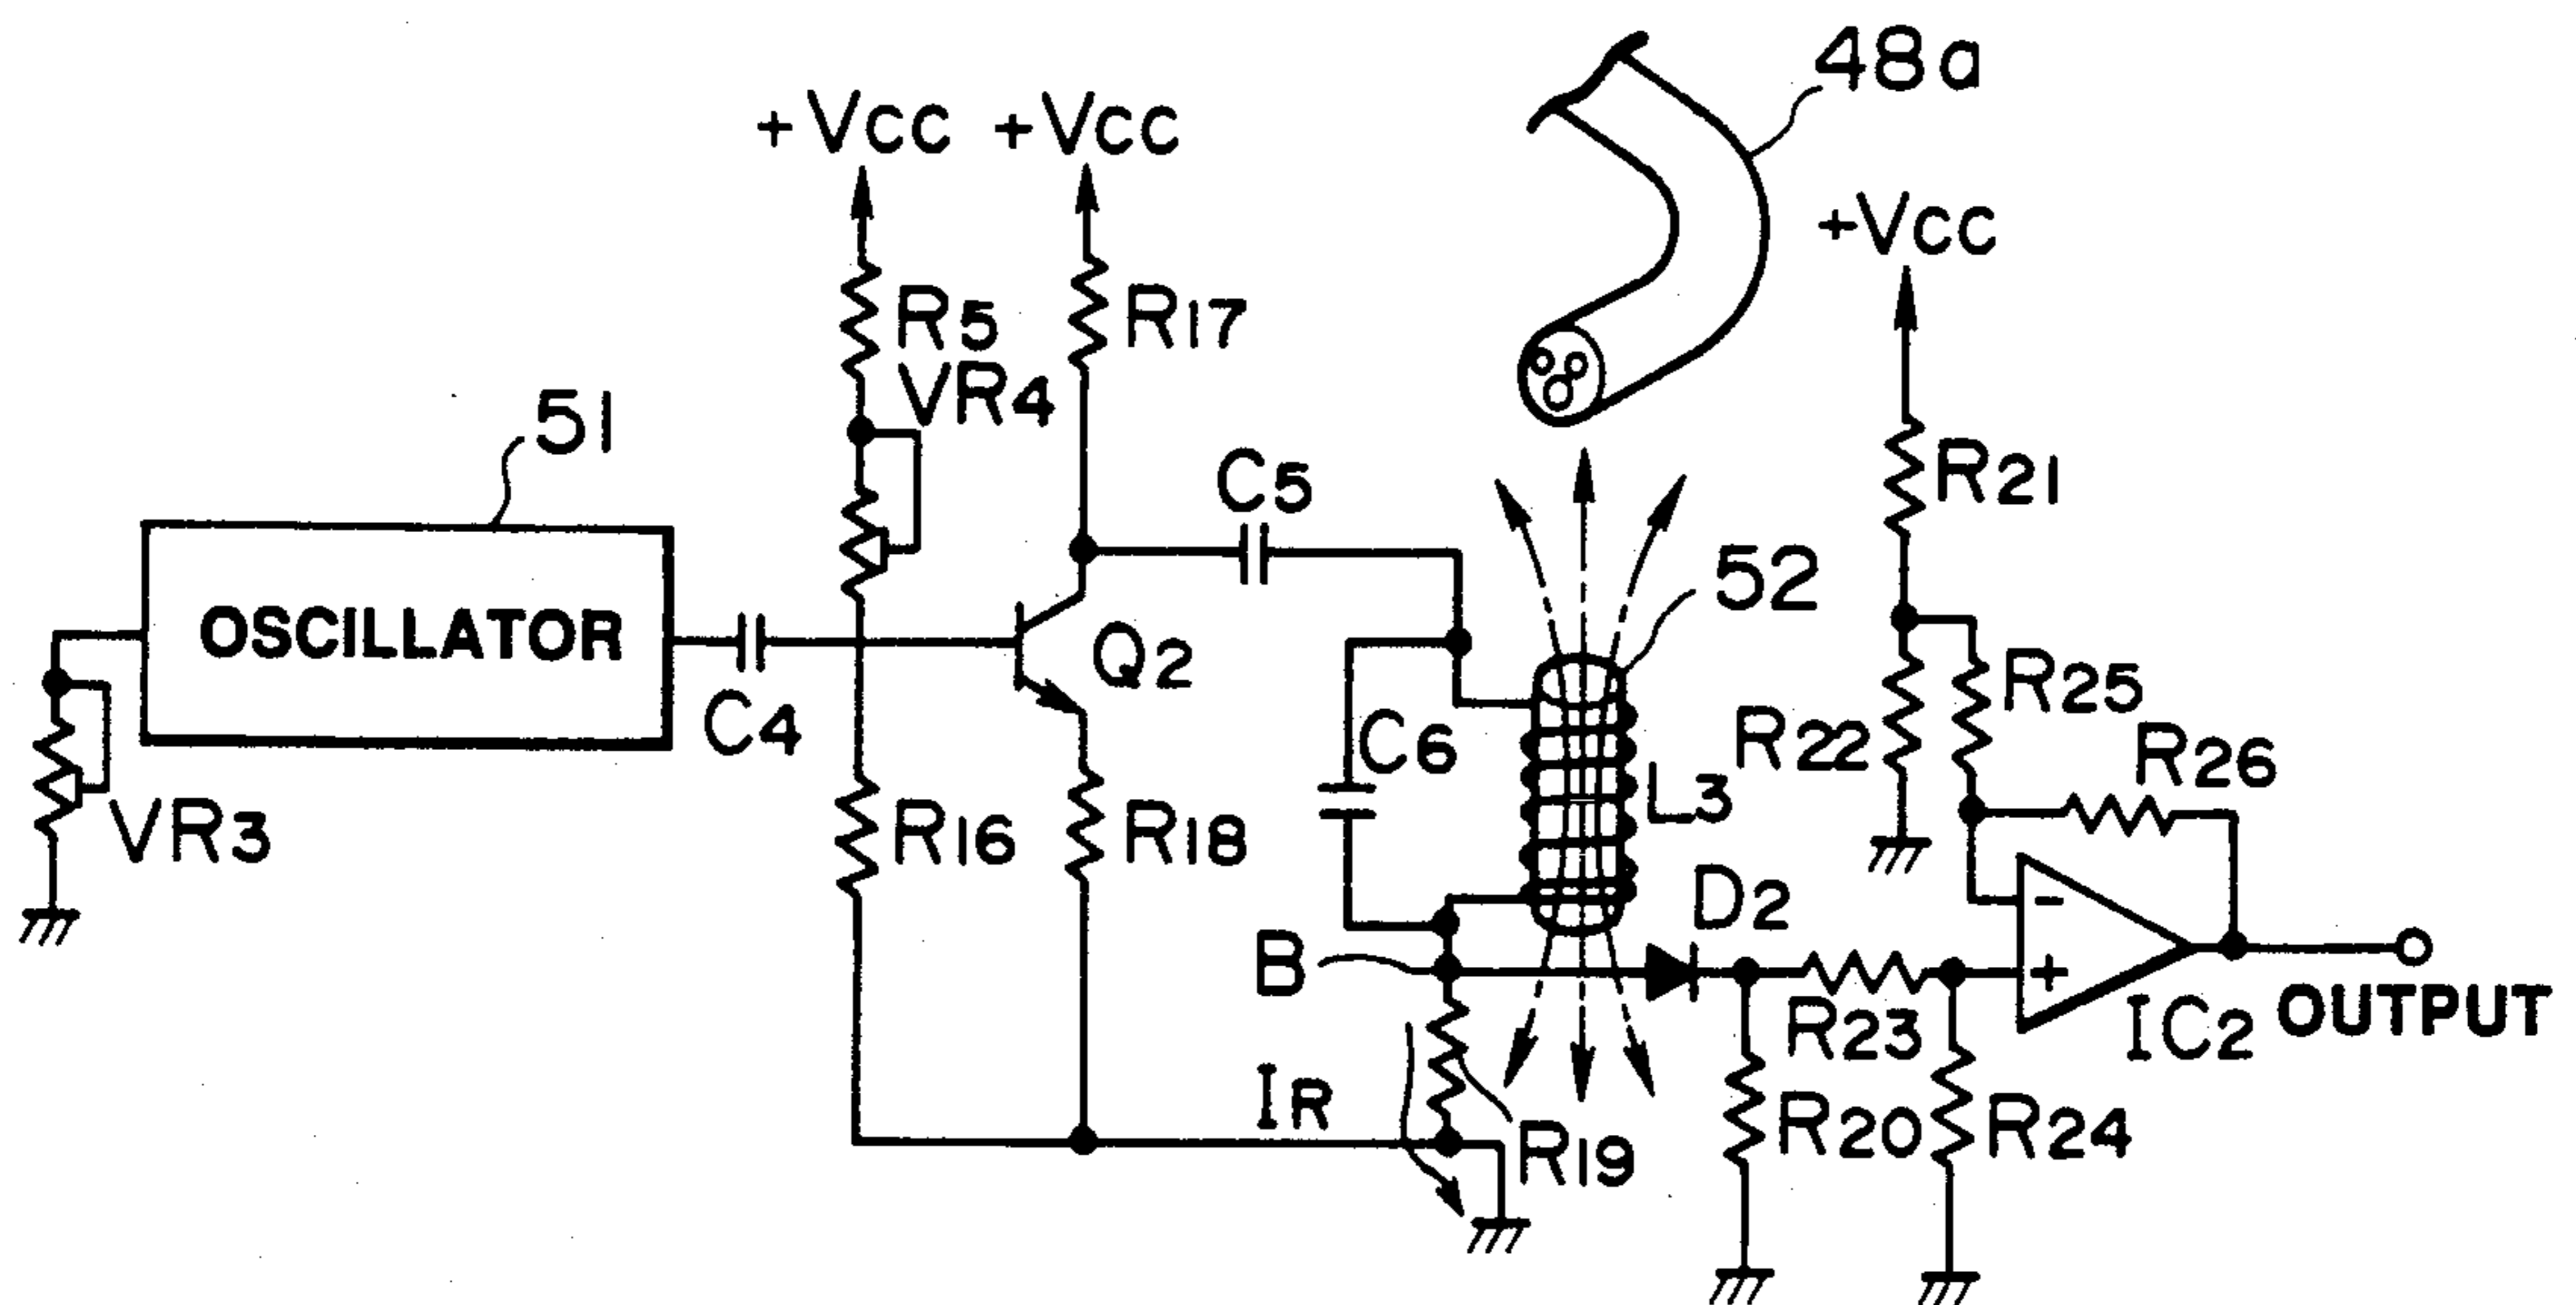 48a
+VCC
+VCC
+VCC
R5
R17
VR4
51
C5
R21
52
OSCILLATOR
Q2
R25
C4
C6
R22
R26
L3
VR3
R16
R18
D2
-
B
+
R23
IC2
OUTPUT
IR
R19
R20
R24